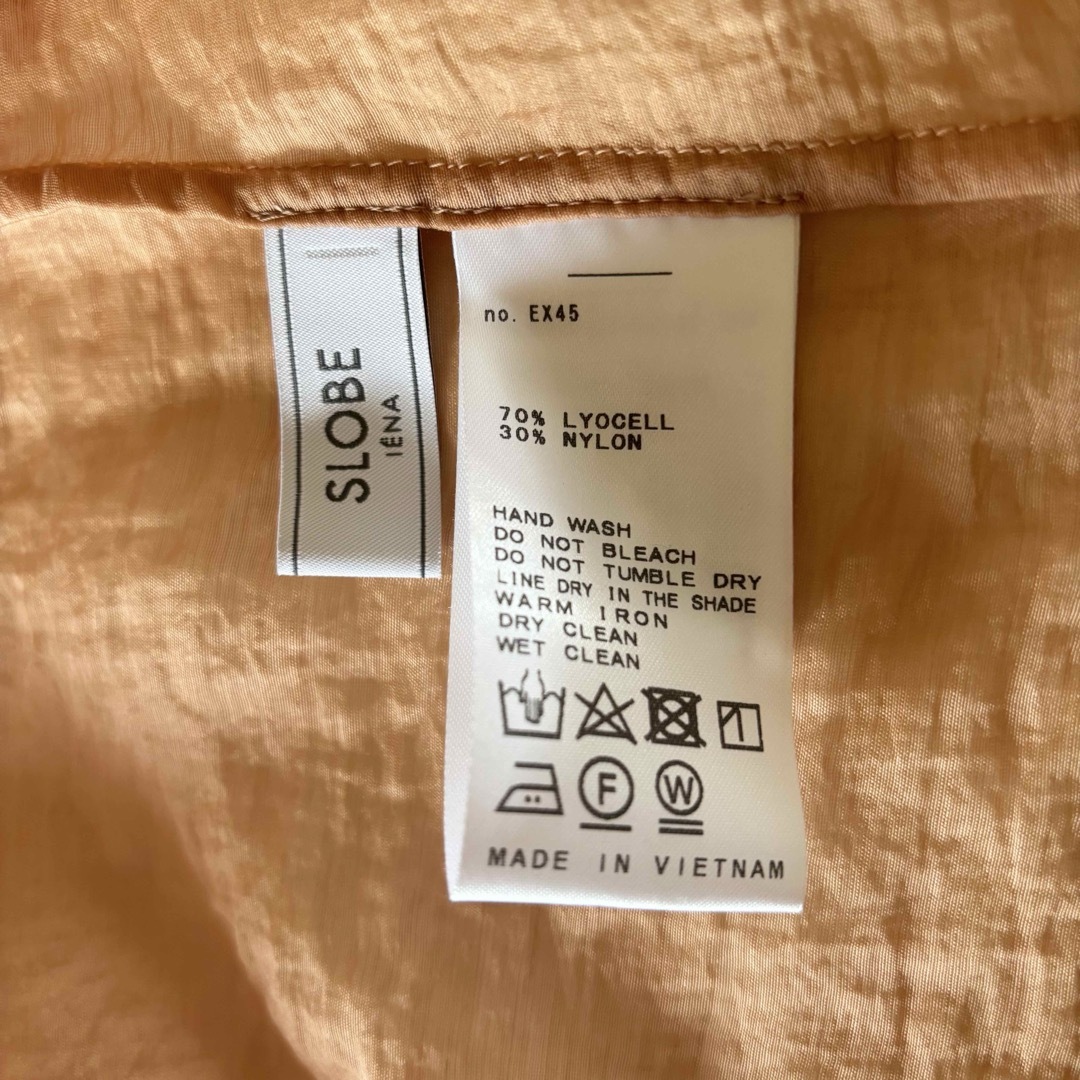 SLOBE
IĒNA
no. EX45
70% LYOCELL
30% NYLON
HAND WASH
DO NOT BLEACH
DO NOT TUMBLE DRY
LINE DRY IN THE SHADE
WARM IRON
DRY CLEAN
WET CLEAN
F
W
MADE IN VIETNAM